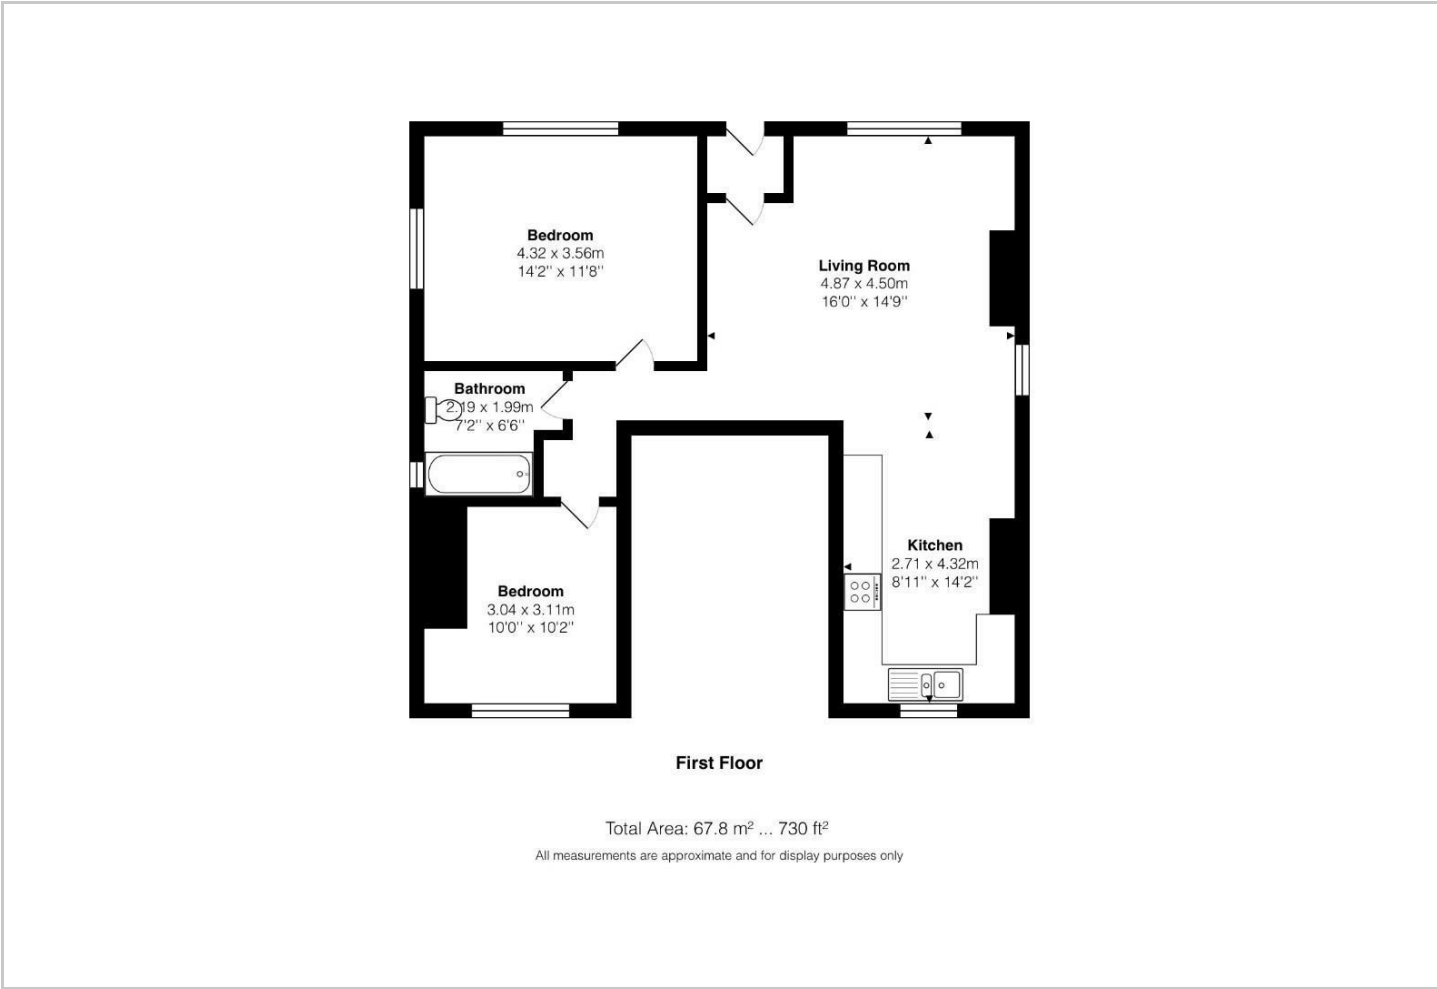 Bedroom
4.32 x 3.56m
14'2'' x 11'8''
Living Room
4.87 x 4.50m
16'0'' x 14'9''
Bathroom
2.19 x 1.99m
7'2'' x 6'6''
Kitchen
2.71 x 4.32m
8'11'' x 14'2''
Bedroom
3.04 x 3.11m
10'0'' x 10'2''
First Floor
Total Area: 67.8 m² ... 730 ft²
All measurements are approximate and for display purposes only